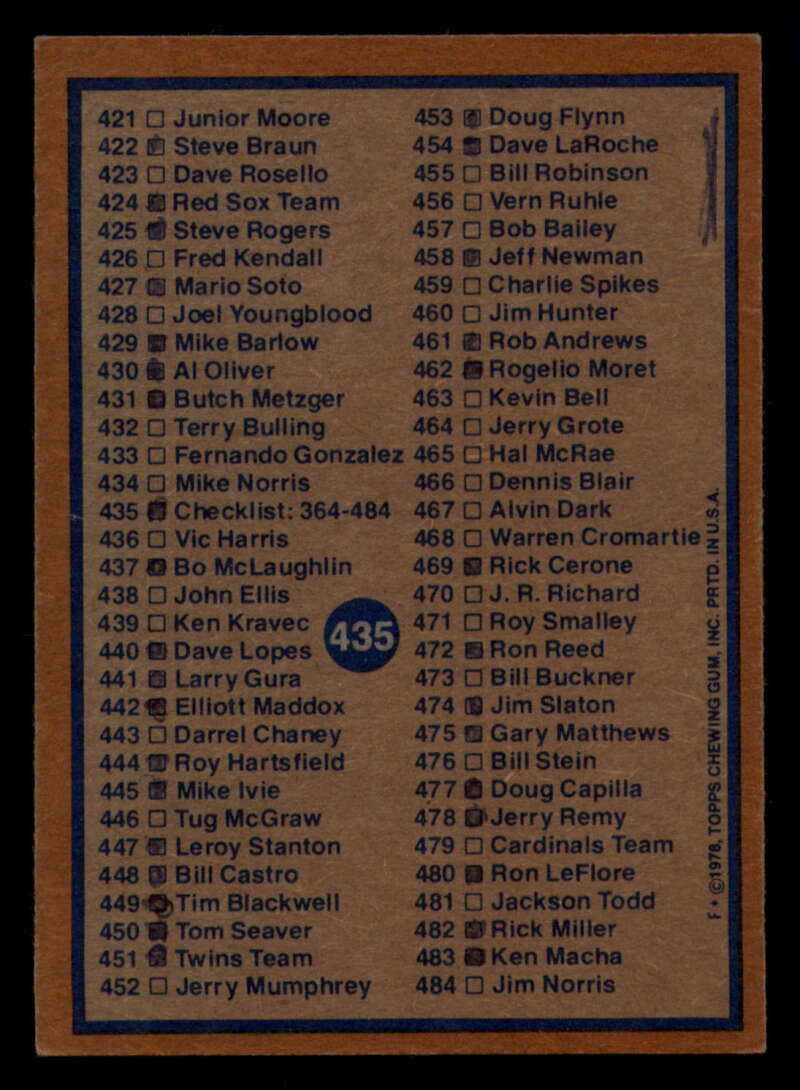 421 Junior Moore
422 Steve Braun
423 Dave Rosello
424 Red Sox Team
425 Steve Rogers
426 Fred Kendall
427 Mario Soto
428 Joel Youngblood
429 Mike Barlow
430 Al Oliver
431 Butch Metzger
432 Terry Bulling
433 Fernando Gonzalez
434 Mike Norris
435 Checklist: 364-484
436 Vic Harris
437 Bo McLaughlin
438 John Ellis
439 Ken Kravec
440 Dave Lopes
441 Larry Gura
442 Elliott Maddox
443 Darrel Chaney
444 Roy Hartsfield
445 Mike Ivie
446 Tug McGraw
447 Leroy Stanton
448 Bill Castro
449 Tim Blackwell
450 Tom Seaver
451 Twins Team
452 Jerry Mumphrey
435
453 Doug Flynn
454 Dave LaRoche
455 Bill Robinson
456 Vern Ruhle
457 Bob Bailey
458 Jeff Newman
459 Charlie Spikes
460 Jim Hunter
461 Rob Andrews
462 Rogelio Moret
463 Kevin Bell
464 Jerry Grote
465 Hal McRae
466 Dennis Blair
467 Alvin Dark
468 Warren Cromartie
469 Rick Cerone
470 J. R. Richard
471 Roy Smalley
472 Ron Reed
473 Bill Buckner
474 Jim Slaton
475 Gary Matthews
476 Bill Stein
477 Doug Capilla
478 Jerry Remy
479 Cardinals Team
480 Ron LeFlore
481 Jackson Todd
482 Rick Miller
483 Ken Macha
484 Jim Norris
F • ©1978, TOPPS CHEWING GUM, INC. PRTD. IN U.S.A.